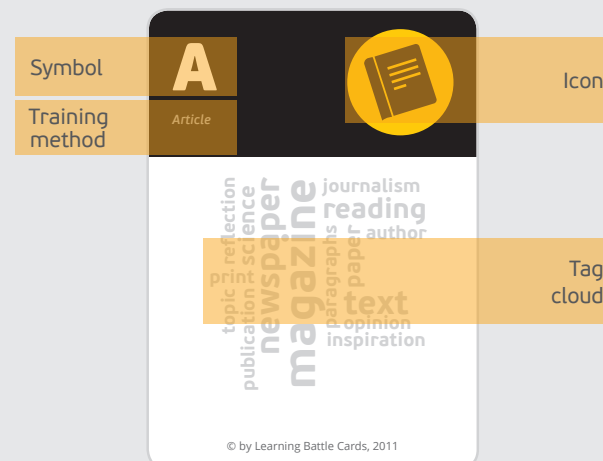 Symbol
A
Icon
Training
method
Article
journalism
reading
author
reflection
science
newspaper
magazine
paragraphs
paper
print
topic
text
publication
opinion
inspiration
Tag
cloud
© by Learning Battle Cards, 2011